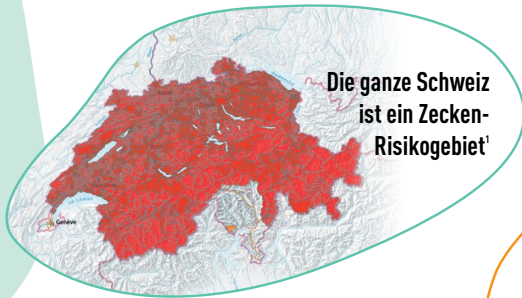 Die ganze Schweiz
ist ein Zecken-
Risikogebiet¹
Genève